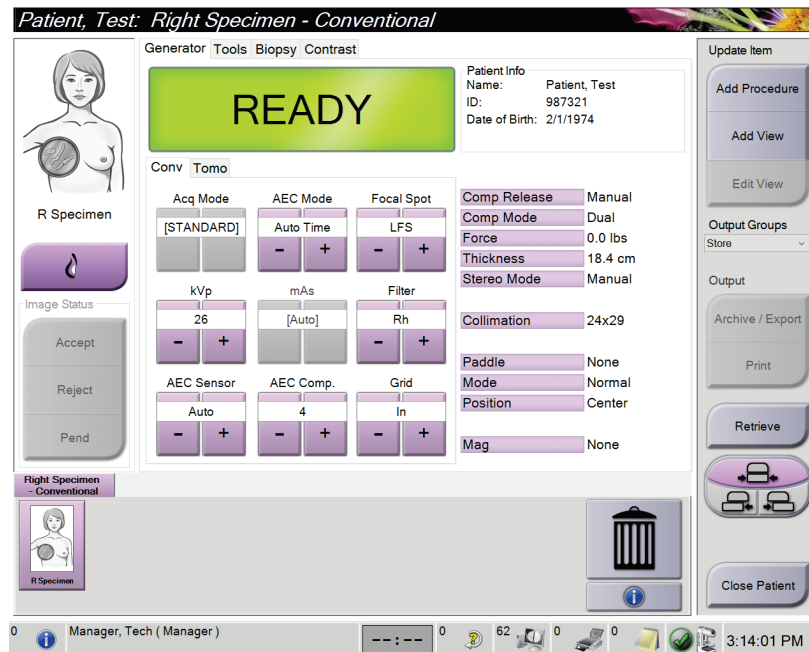 Patient, Test: Right Specimen - Conventional
Generator Tools Biopsy Contrast
READY
Patient Info
Name: Patient, Test
ID: 987321
Date of Birth: 2/1/1974
R Specimen
Image Status
Accept
Reject
Pend
Conv Tomo
Acq Mode AEC Mode Focal Spot
[STANDARD] Auto Time LFS
- + - +
kVp mAs Filter
26 [Auto] Rh
- + - +
AEC Sensor AEC Comp. Grid
Auto 4 In
- + - + - +
Comp Release Manual
Comp Mode Dual
Force 0.0 lbs
Thickness 18.4 cm
Stereo Mode Manual
Collimation 24x29
Paddle None
Mode Normal
Position Center
Mag None
Update Item
Add Procedure
Add View
Edit View
Output Groups
Store
Output
Archive / Export
Print
Retrieve
Close Patient
Right Specimen
- Conventional
R Specimen
0 Manager, Tech ( Manager ) --:-- 0 62 0 0 3:14:01 PM